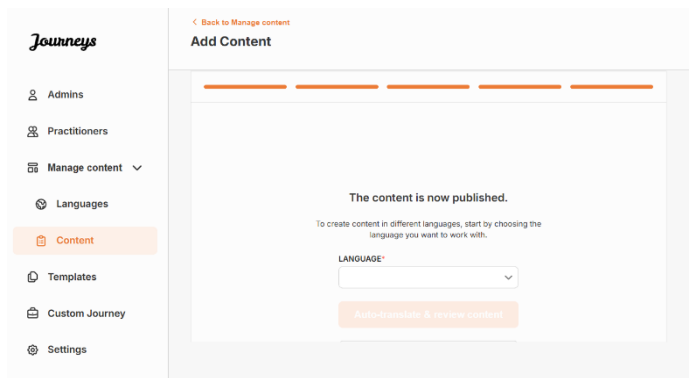 Journeys
Admins
Practitioners
Manage content
Languages
Content
Templates
Custom Journey
Settings
Back to Manage content
Add Content
The content is now published.
To create content in different languages, start by choosing the
language you want to work with.
LANGUAGE*
Auto-translate & review content